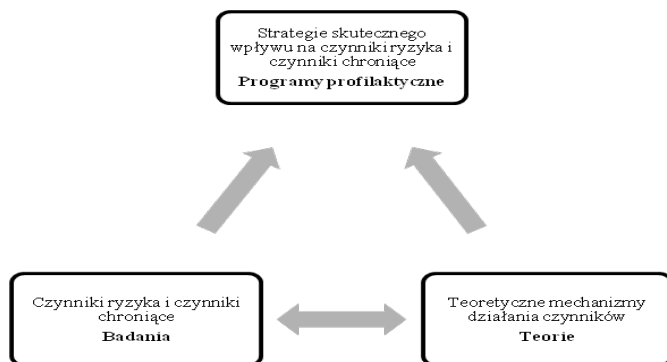 Strategie skutecznego
wpływu na czynniki ryzyka i
czynniki chroniące
Programy profilaktyczne
Czynniki ryzyka i czynniki
chroniące
Badania
Teoretyczne mechanizmy
działania czynników
Teorie